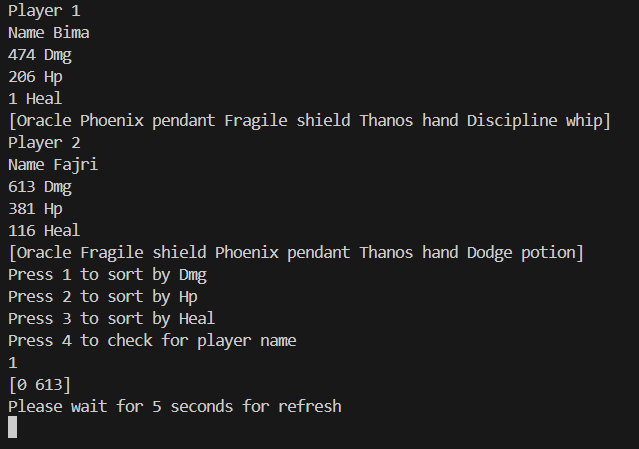 Player 1
Name Bima
474 Dmg
206 Hp
1 Heal
[Oracle Phoenix pendant Fragile shield Thanos hand Discipline whip]
Player 2
Name Fajri
613 Dmg
381 Hp
116 Heal
[Oracle Fragile shield Phoenix pendant Thanos hand Dodge potion]
Press 1 to sort by Dmg
Press 2 to sort by Hp
Press 3 to sort by Heal
Press 4 to check for player name
1
[0 613]
Please wait for 5 seconds for refresh